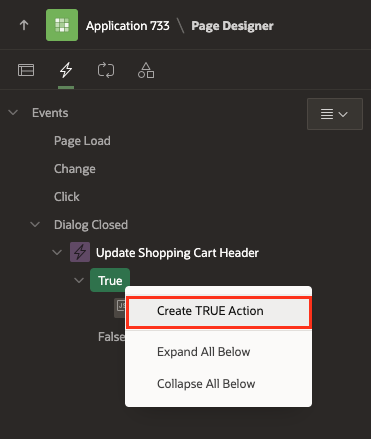 Application 733 \ Page Designer
Events
Page Load
Change
Click
Dialog Closed
Update Shopping Cart Header
True
JS
Create TRUE Action
False
Expand All Below
Collapse All Below